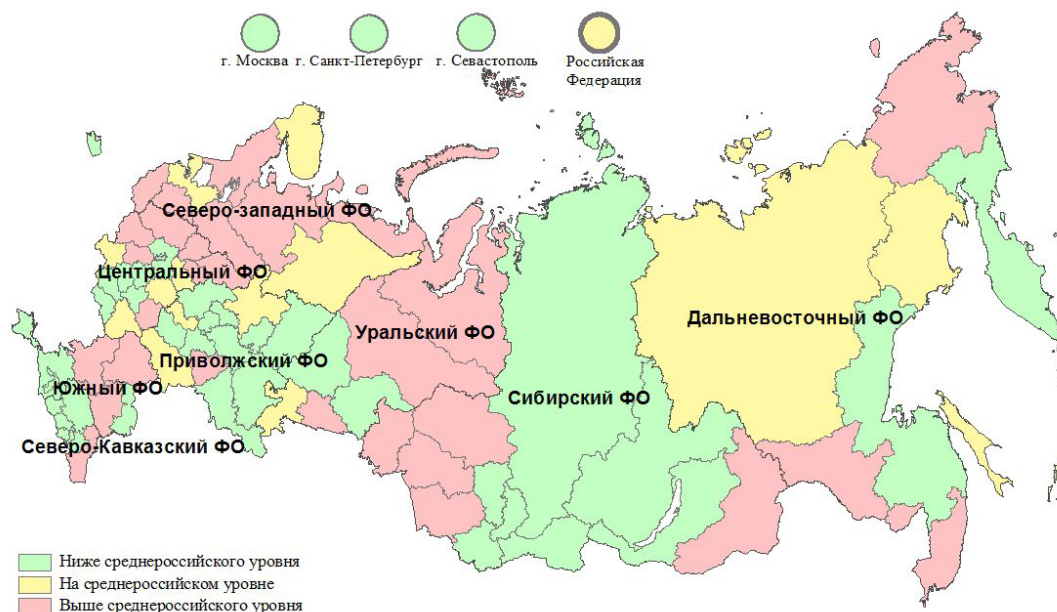 г. Москва
г. Санкт-Петербург
г. Севастополь
Российская
Федерация
Северо-западный ФО
Центральный ФО
Уральский ФО
Дальневосточный ФО
Приволжский ФО
Южный ФО
Сибирский ФО
Северо-Кавказский ФО
Ниже среднероссийского уровня
На среднероссийском уровне
Выше среднероссийского уровня